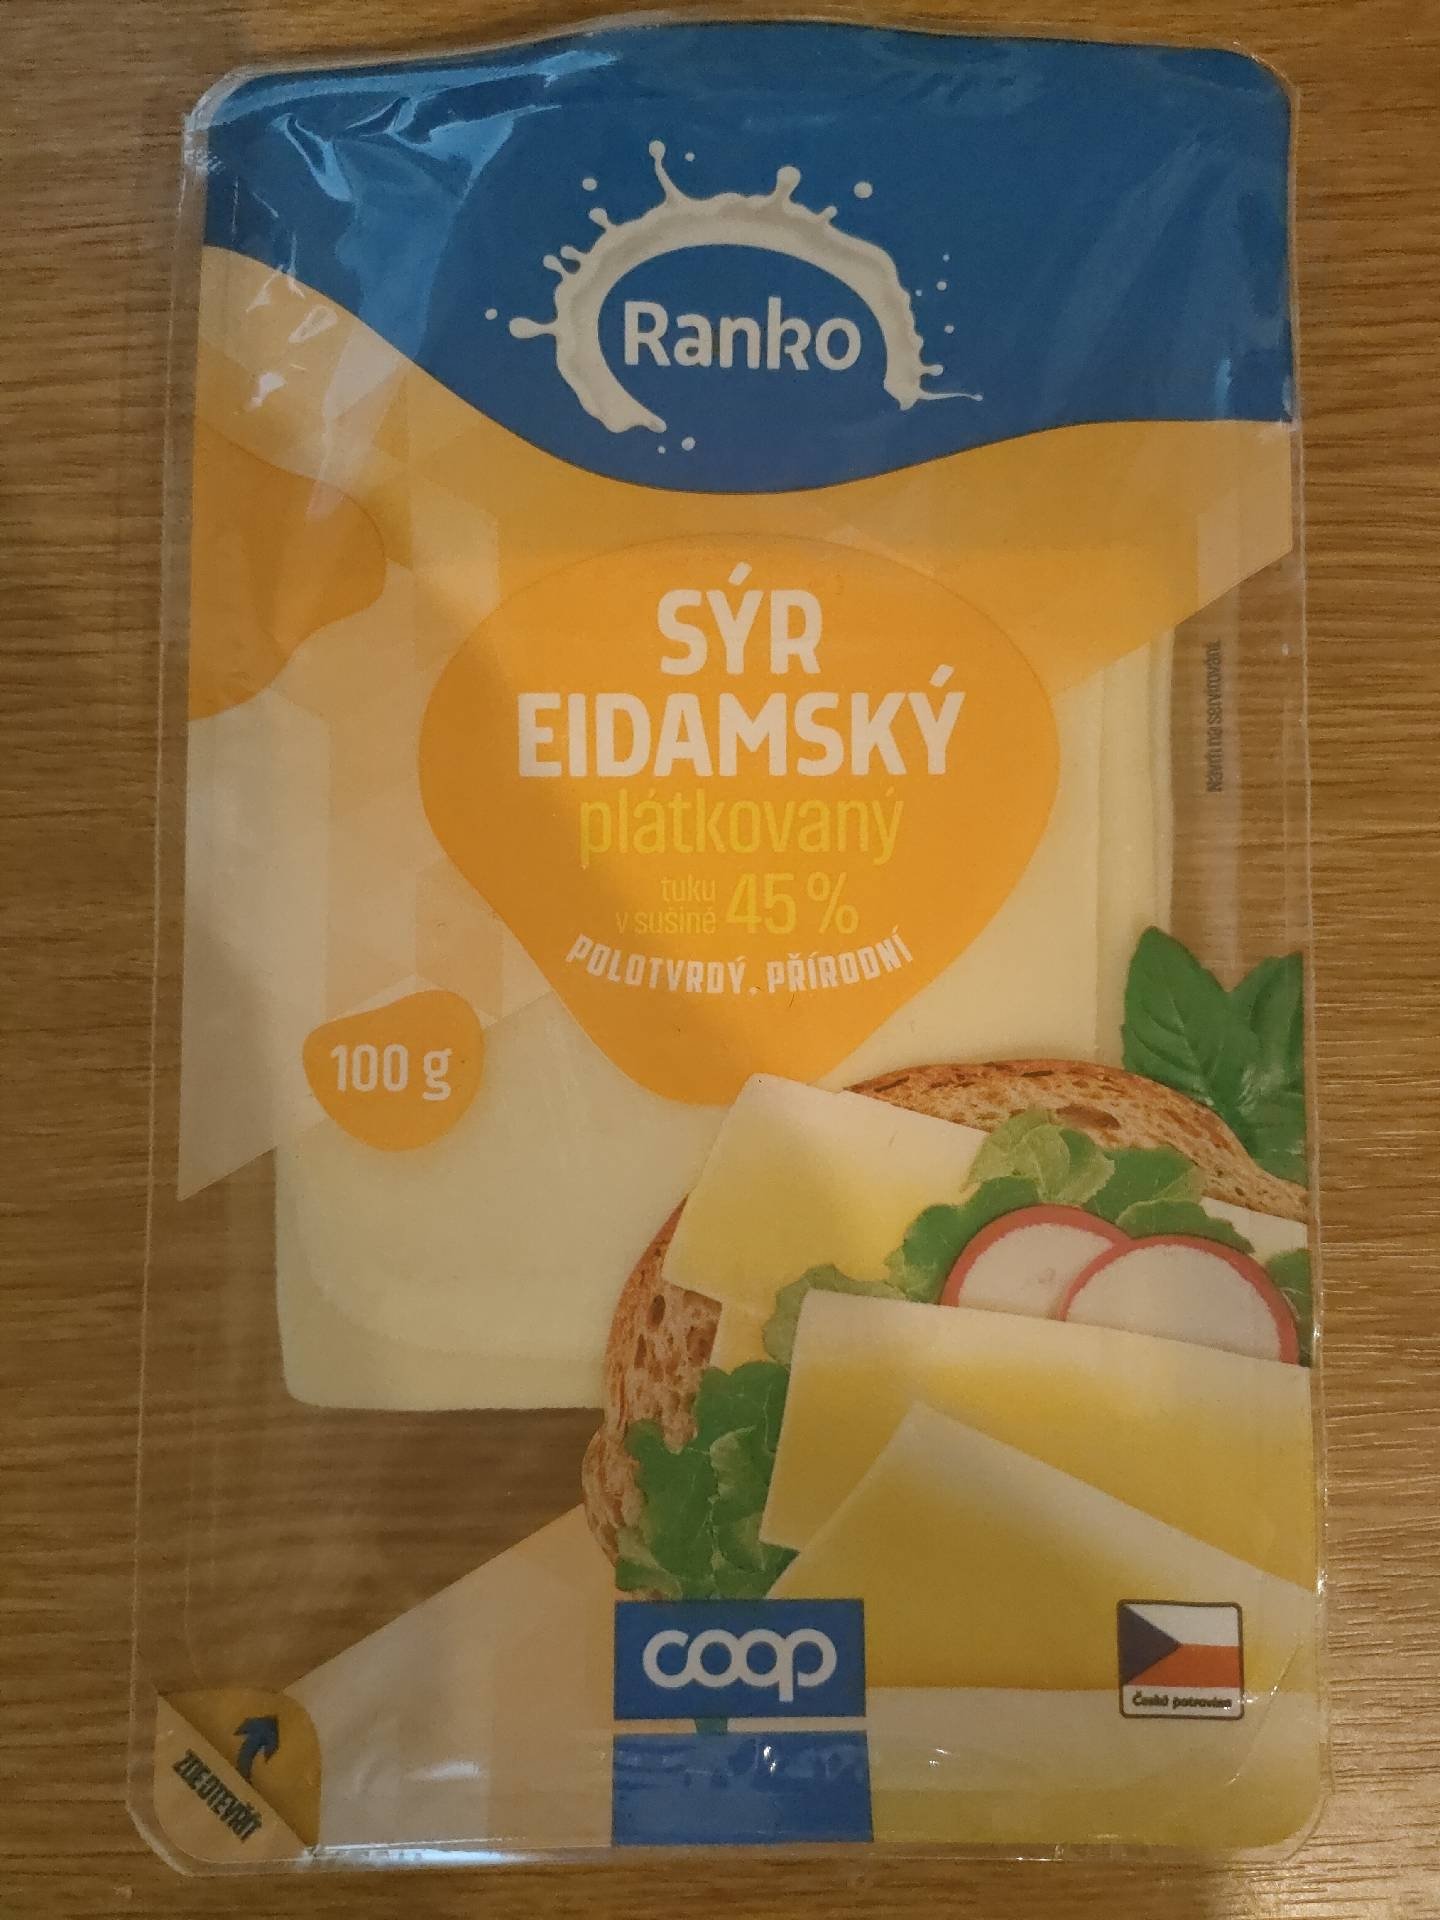 Ranko
SÝR
EIDAMSKÝ
plátkovaný
tuku
v sušině 45 %
POLOTVRDÝ, PŘÍRODNÍ
100 g
Návrh na servírování.
coop
Česká potravina
ZDE OTEVŘÍT